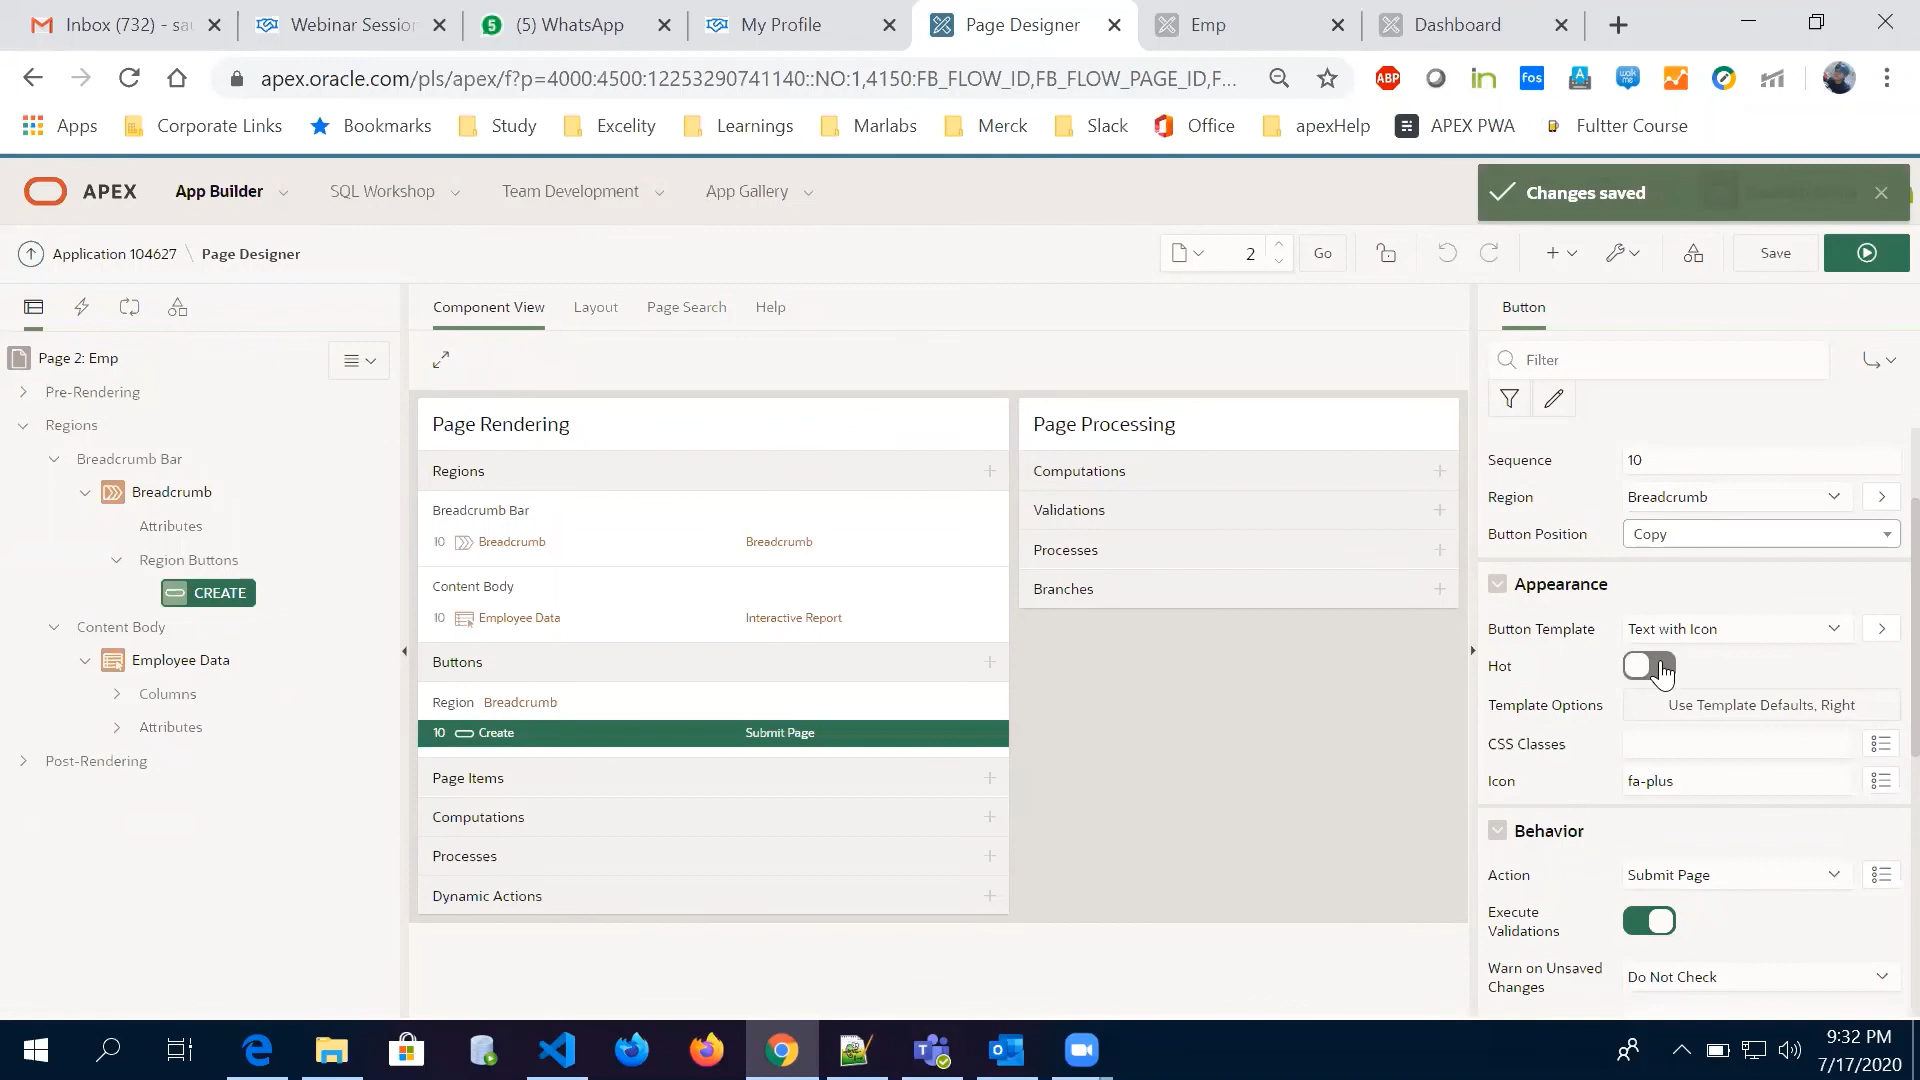 Inbox (732) - sa
Webinar Session
(5) WhatsApp
My Profile
Page Designer
Emp
Dashboard
apex.oracle.com/pls/apex/f?p=4000:4500:12253290741140::NO:1,4150:FB_FLOW_ID,FB_FLOW_PAGE_ID,F...
Apps
Corporate Links
Bookmarks
Study
Excelity
Learnings
Marlabs
Merck
Slack
Office
apexHelp
APEX PWA
Fultter Course
APEX
App Builder
SQL Workshop
Team Development
App Gallery
Changes saved
Application 104627 \ Page Designer
2
Go
Save
Component View
Layout
Page Search
Help
Button
Page 2: Emp
Pre-Rendering
Regions
Breadcrumb Bar
Breadcrumb
Attributes
Region Buttons
CREATE
Content Body
Employee Data
Columns
Attributes
Post-Rendering
Page Rendering
Regions
Breadcrumb Bar
10 Breadcrumb Breadcrumb
Content Body
10 Employee Data Interactive Report
Buttons
Region Breadcrumb
10 Create Submit Page
Page Items
Computations
Processes
Dynamic Actions
Page Processing
Computations
Validations
Processes
Branches
Filter
Sequence 10
Region Breadcrumb
Button Position Copy
Appearance
Button Template Text with Icon
Hot
Template Options Use Template Defaults, Right
CSS Classes
Icon fa-plus
Behavior
Action Submit Page
Execute
Validations
Warn on Unsaved
Changes
Do Not Check
9:32 PM
7/17/2020